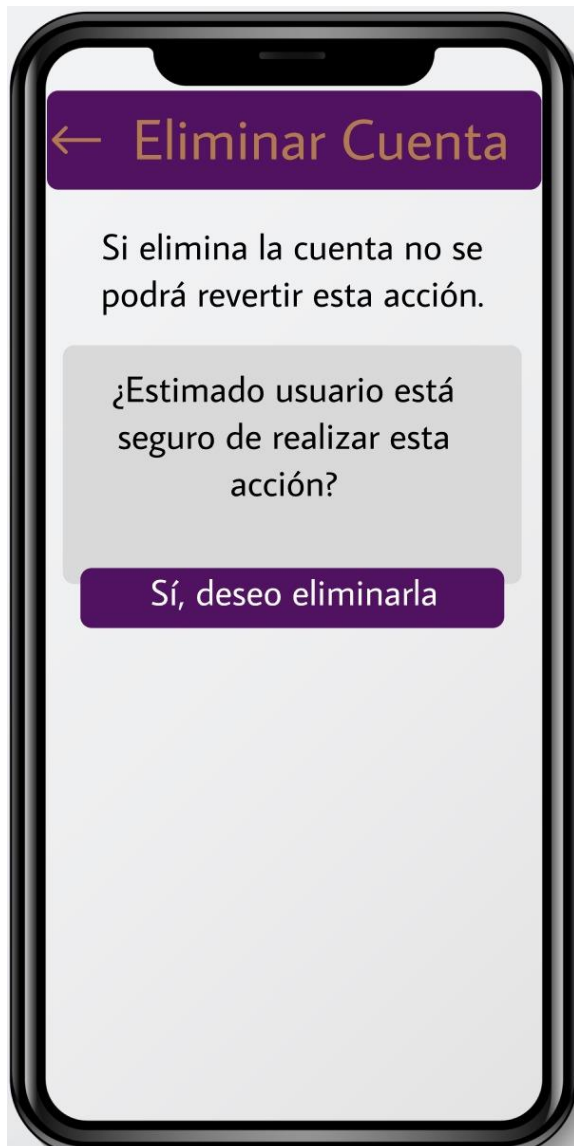 ← Eliminar Cuenta
Si elimina la cuenta no se
podrá revertir esta acción.
¿Estimado usuario está
seguro de realizar esta
acción?
Sí, deseo eliminarla